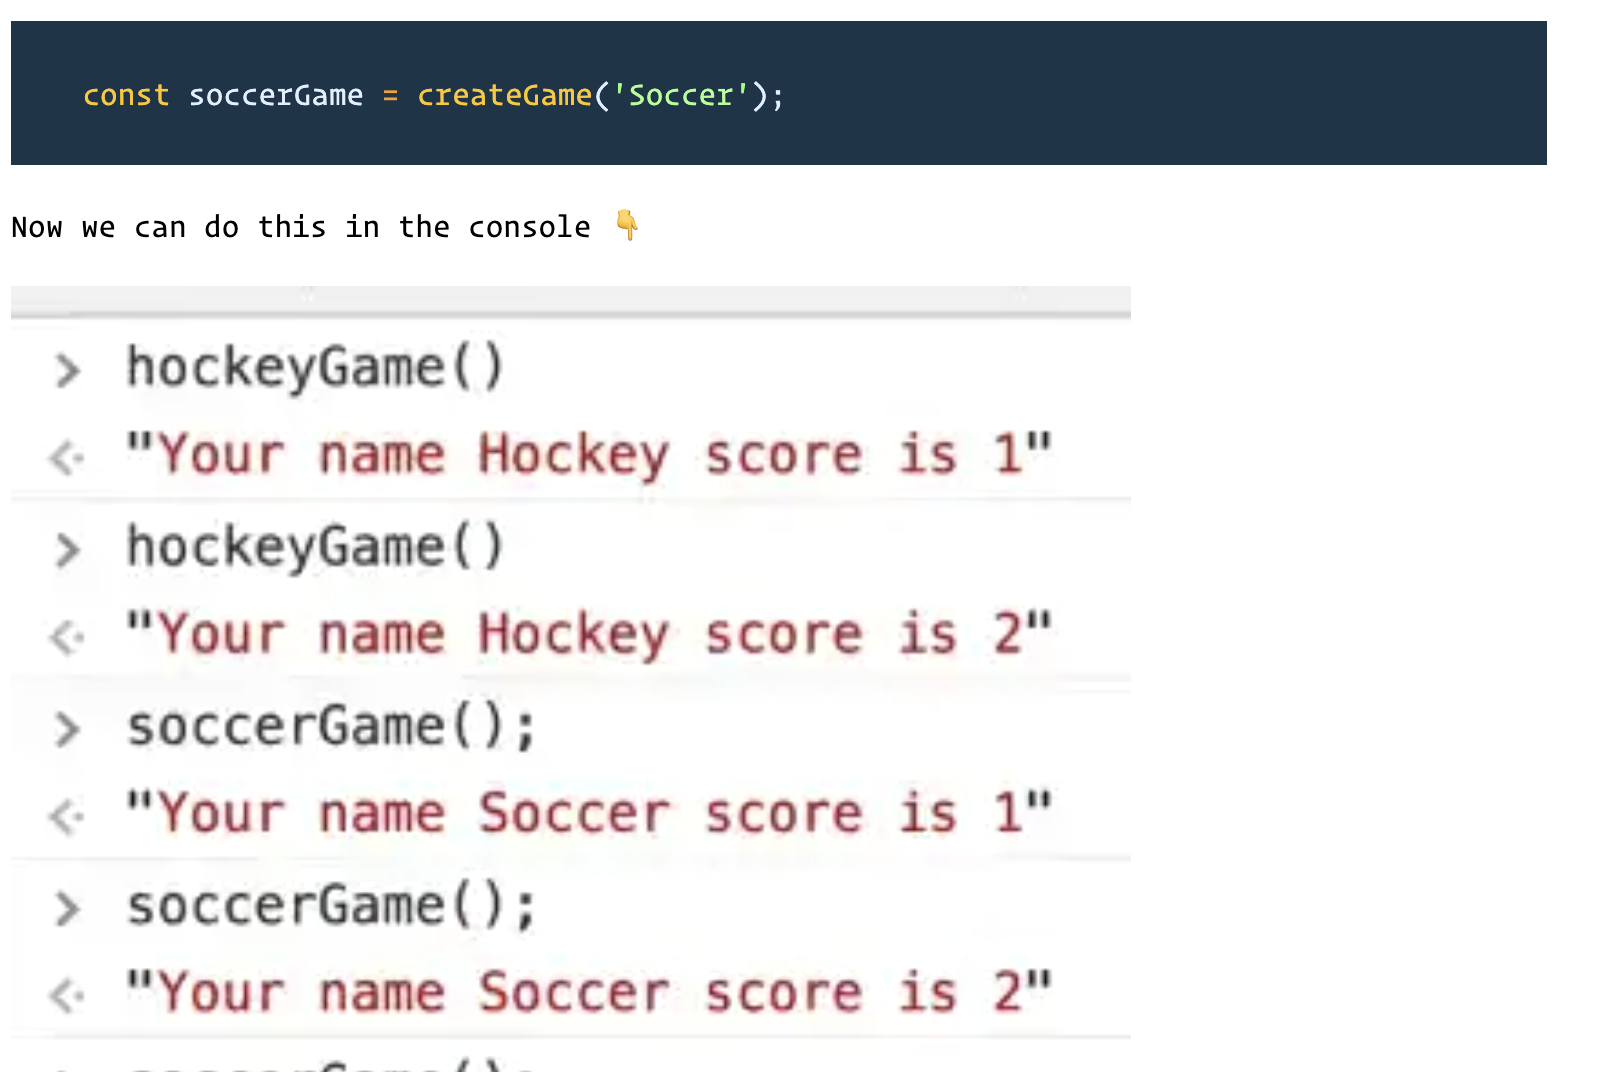 const soccerGame = createGame('Soccer');
Now we can do this in the console 👇
> hockeyGame()
<· "Your name Hockey score is 1"
> hockeyGame()
<· "Your name Hockey score is 2"
> soccerGame();
<· "Your name Soccer score is 1"
> soccerGame();
<· "Your name Soccer score is 2"